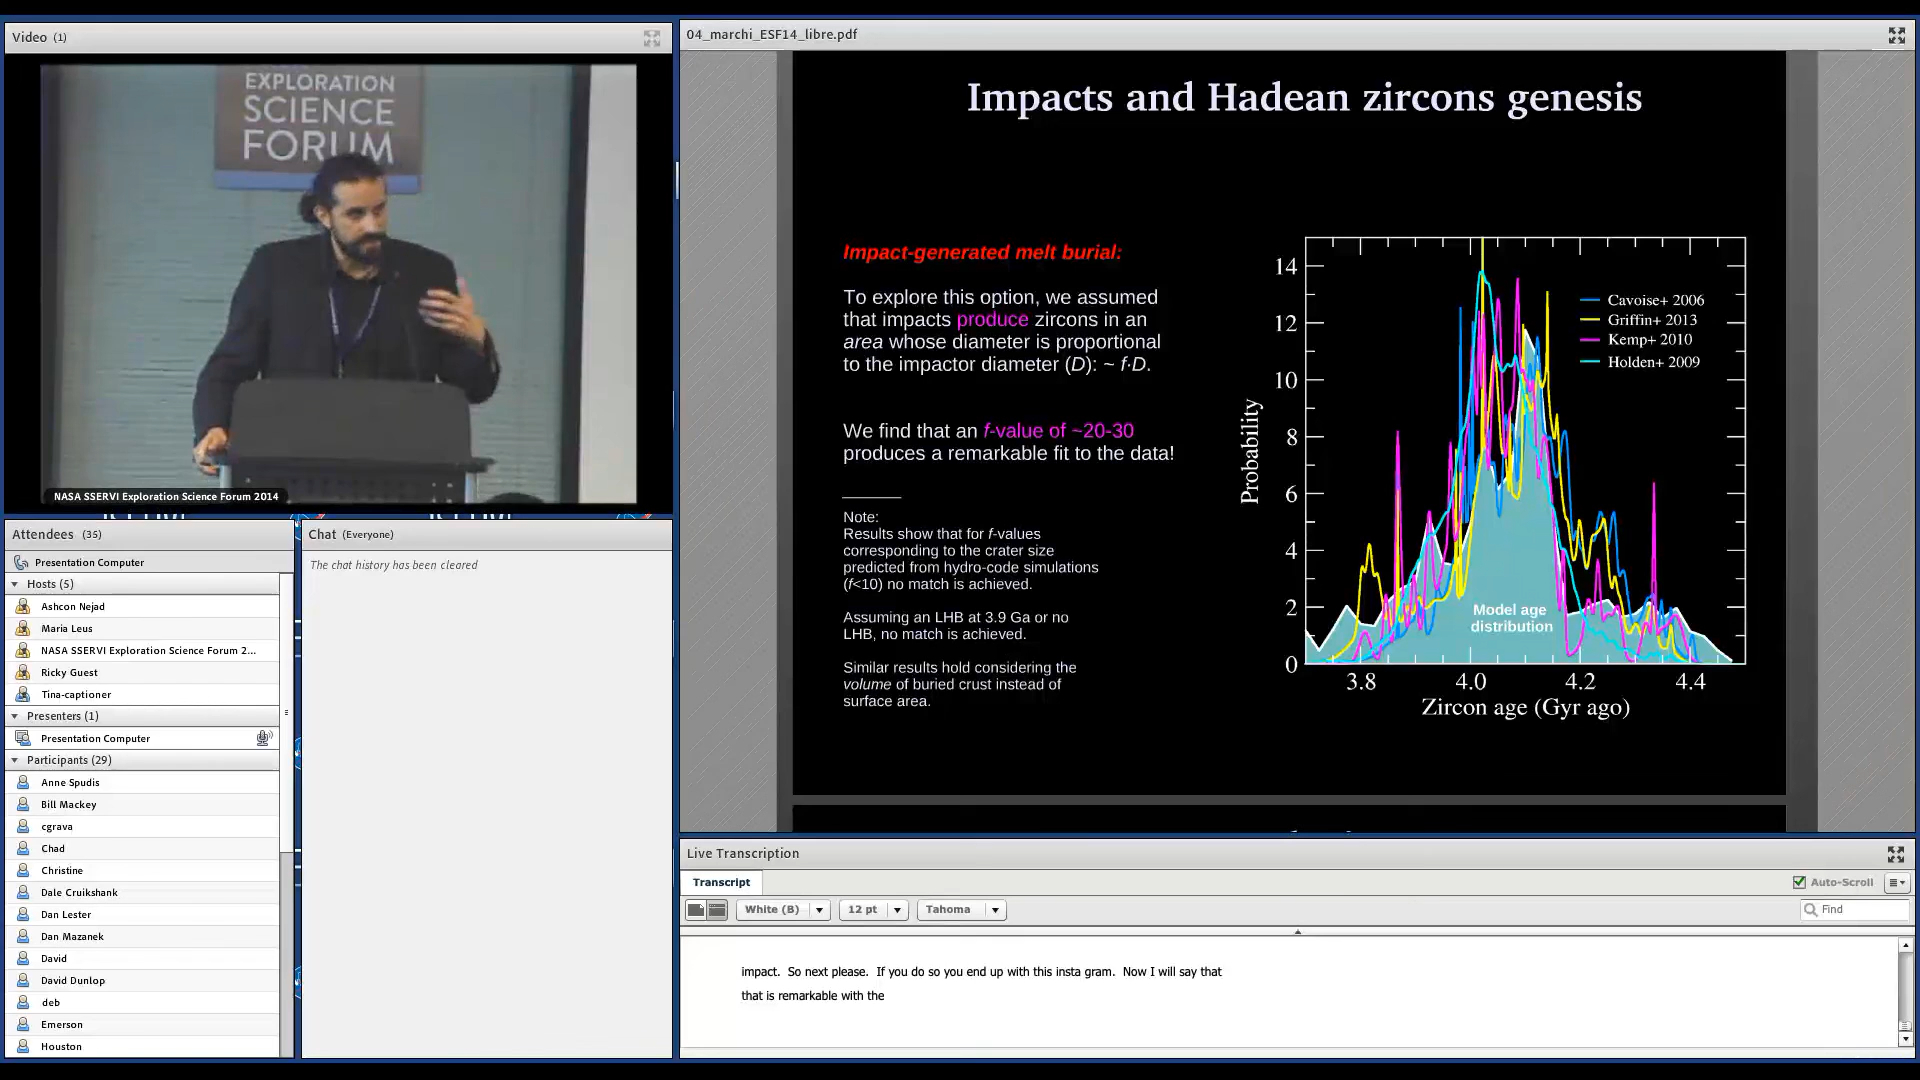 Video (1)
EXPLORATION
SCIENCE
FORUM
NASA SSERVI Exploration Science Forum 2014
Attendees (35)
Presentation Computer
Hosts (5)
Ashcon Nejad
Maria Leus
NASA SSERVI Exploration Science Forum 2...
Ricky Guest
Tina-captioner
Presenters (1)
Presentation Computer
Participants (29)
Anne Spudis
Bill Mackey
cgrava
Chad
Christine
Dale Cruikshank
Dan Lester
Dan Mazanek
David
David Dunlop
deb
Emerson
Houston
Chat (Everyone)
The chat history has been cleared
04_marchi_ESF14_libre.pdf
Impacts and Hadean zircons genesis
Impact-generated melt burial:
To explore this option, we assumed
that impacts produce zircons in an
area whose diameter is proportional
to the impactor diameter (D): ~ f·D.
We find that an f-value of ~20-30
produces a remarkable fit to the data!
Note:
Results show that for f-values
corresponding to the crater size
predicted from hydro-code simulations
(f<10) no match is achieved.
Assuming an LHB at 3.9 Ga or no
LHB, no match is achieved.
Similar results hold considering the
volume of buried crust instead of
surface area.
Probability
14
12
10
8
6
4
2
0
Cavoise+ 2006
Griffin+ 2013
Kemp+ 2010
Holden+ 2009
Model age
distribution
3.8 4.0 4.2 4.4
Zircon age (Gyr ago)
Live Transcription
Transcript
Auto-Scroll
White (B)
12 pt
Tahoma
Find
impact. So next please. If you do so you end up with this insta gram. Now I will say that
that is remarkable with the